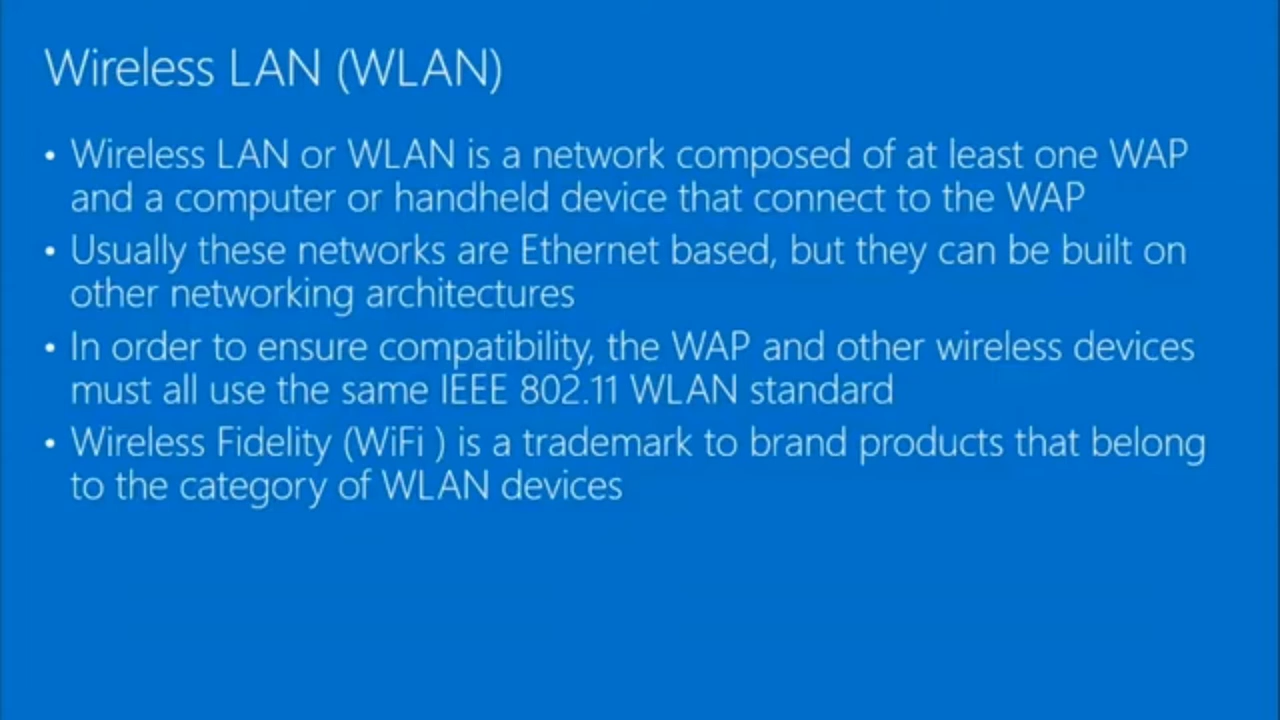 Wireless LAN (WLAN)
• Wireless LAN or WLAN is a network composed of at least one WAP
and a computer or handheld device that connect to the WAP
• Usually these networks are Ethernet based, but they can be built on
other networking architectures
• In order to ensure compatibility, the WAP and other wireless devices
must all use the same IEEE 802.11 WLAN standard
• Wireless Fidelity (WiFi ) is a trademark to brand products that belong
to the category of WLAN devices